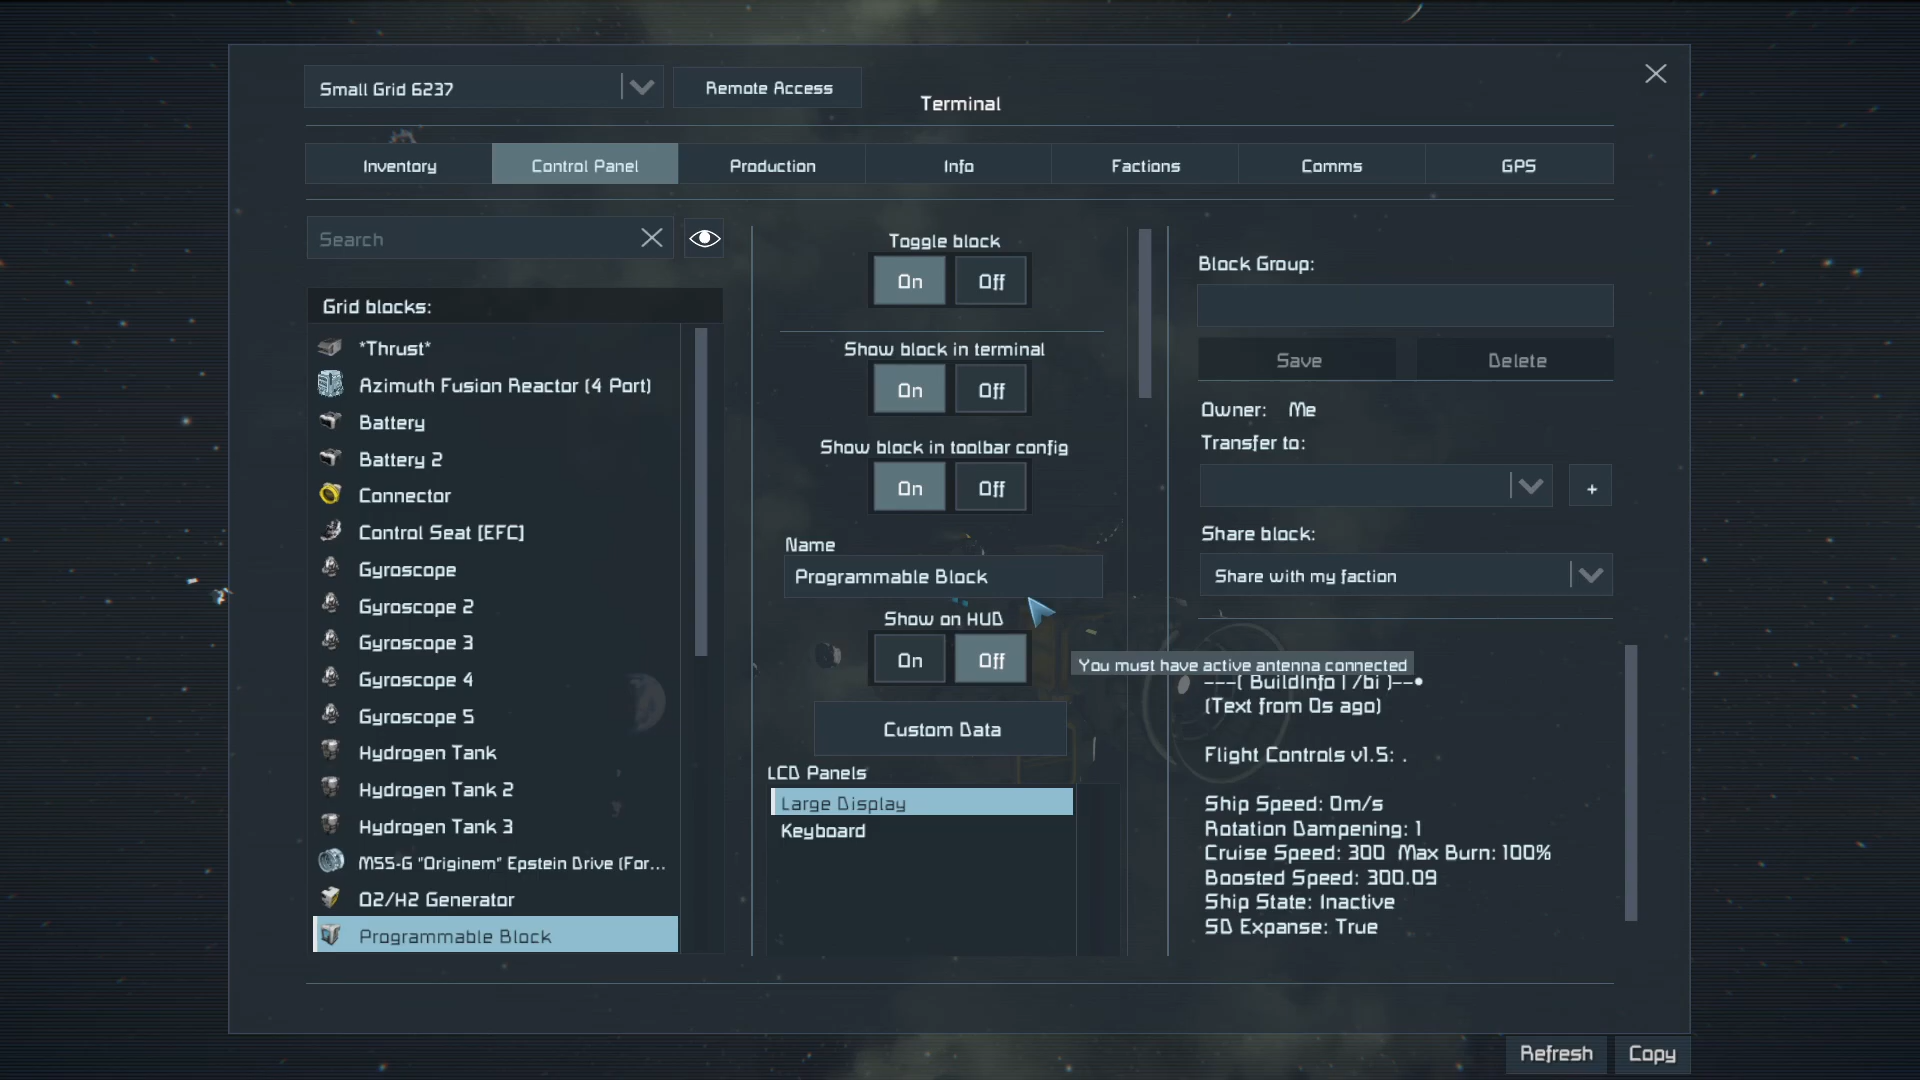 Small Grid 6237
Remote Access
Terminal
Inventory
Control Panel
Production
Info
Factions
Comms
GPS
Search
Grid blocks:
*Thrust*
Azimuth Fusion Reactor (4 Port)
Battery
Battery 2
Connector
Control Seat [EFC]
Gyroscope
Gyroscope 2
Gyroscope 3
Gyroscope 4
Gyroscope 5
Hydrogen Tank
Hydrogen Tank 2
Hydrogen Tank 3
MSS-G "Originem" Epstein Drive (For...
O2/H2 Generator
Programmable Block
Toggle block
On Off
Show block in terminal
On Off
Show block in toolbar config
On Off
Name
Programmable Block
Show on HUD
On Off
Custom Data
LCD Panels
Large Display
Keyboard
Block Group:
Save
Delete
Owner: Me
Transfer to:
+
Share block:
Share with my faction
You must have active antenna connected
---( BuildInfo | /bi )--•
(Text from 0s ago)
Flight Controls v1.5: .
Ship Speed: 0m/s
Rotation Dampening: 1
Cruise Speed: 300 Max Burn: 100%
Boosted Speed: 300.09
Ship State: Inactive
SD Expanse: True
Refresh
Copy